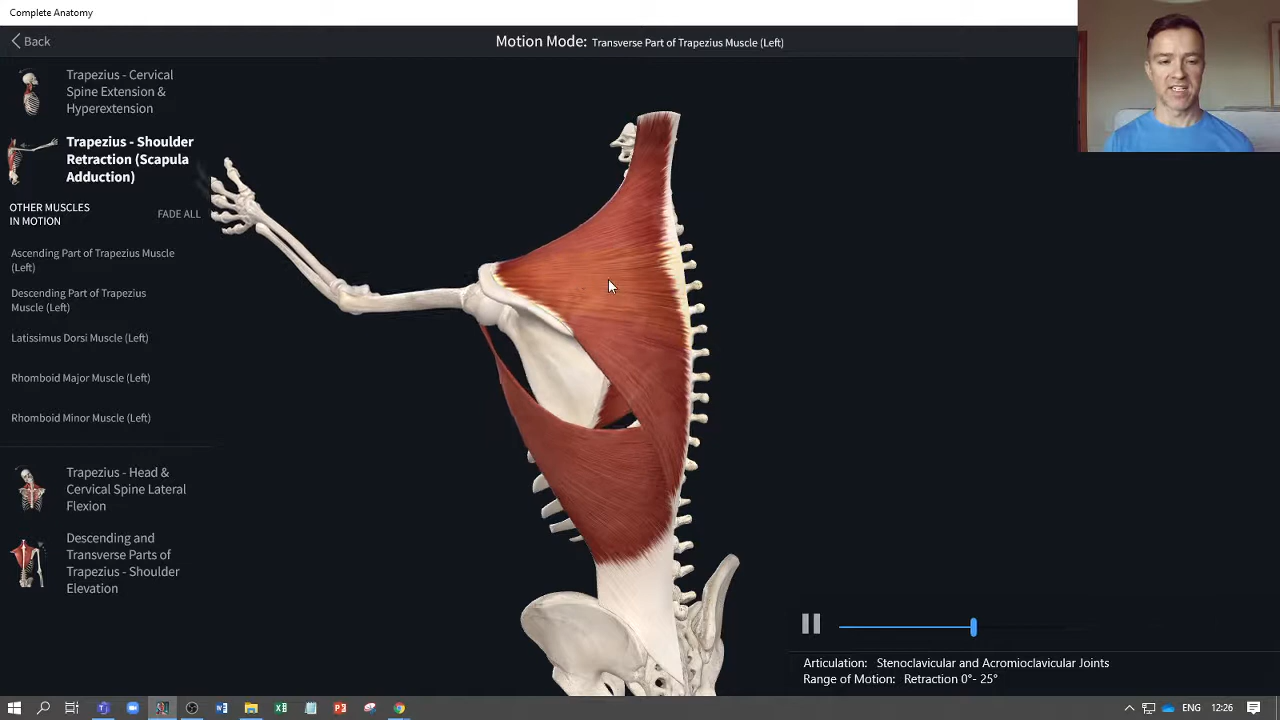 Complete Anatomy
Back
Motion Mode: Transverse Part of Trapezius Muscle (Left)
Trapezius - Cervical
Spine Extension &
Hyperextension
Trapezius - Shoulder
Retraction (Scapula
Adduction)
OTHER MUSCLES
IN MOTION
FADE ALL
Ascending Part of Trapezius Muscle
(Left)
Descending Part of Trapezius
Muscle (Left)
Latissimus Dorsi Muscle (Left)
Rhomboid Major Muscle (Left)
Rhomboid Minor Muscle (Left)
Trapezius - Head &
Cervical Spine Lateral
Flexion
Descending and
Transverse Parts of
Trapezius - Shoulder
Elevation
Articulation: Stenoclavicular and Acromioclavicular Joints
Range of Motion: Retraction 0°- 25°
ENG 12:26